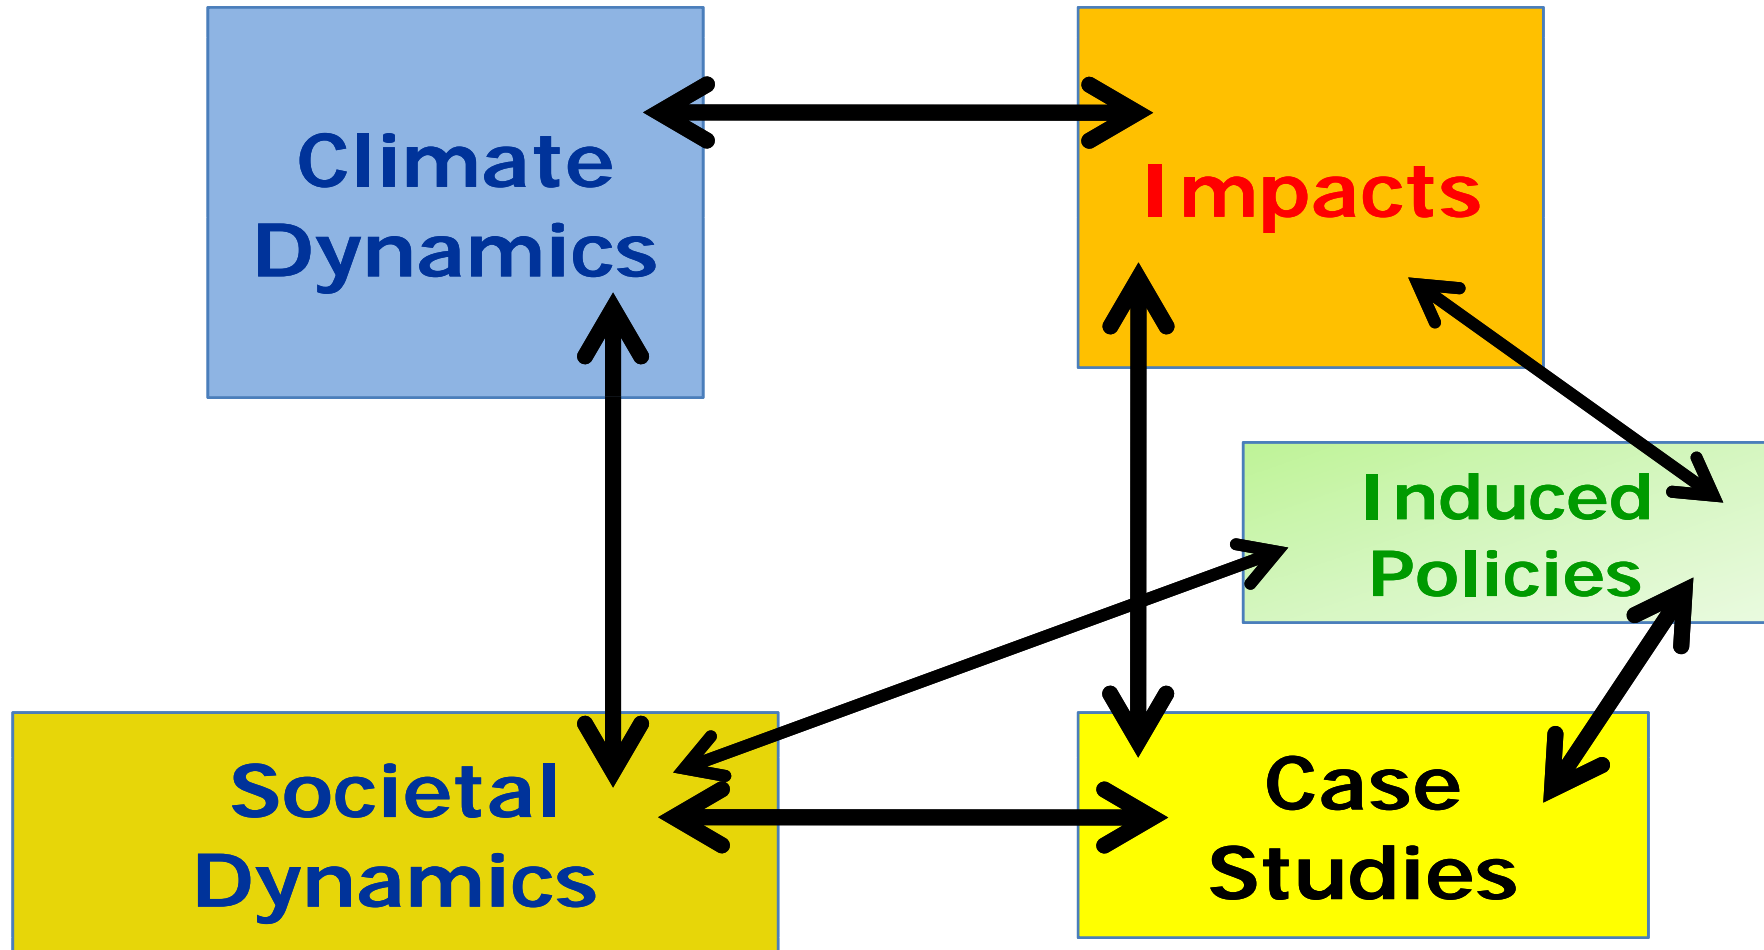 Climate
Dynamics
Impacts
Induced
Policies
Societal
Dynamics
Case
Studies